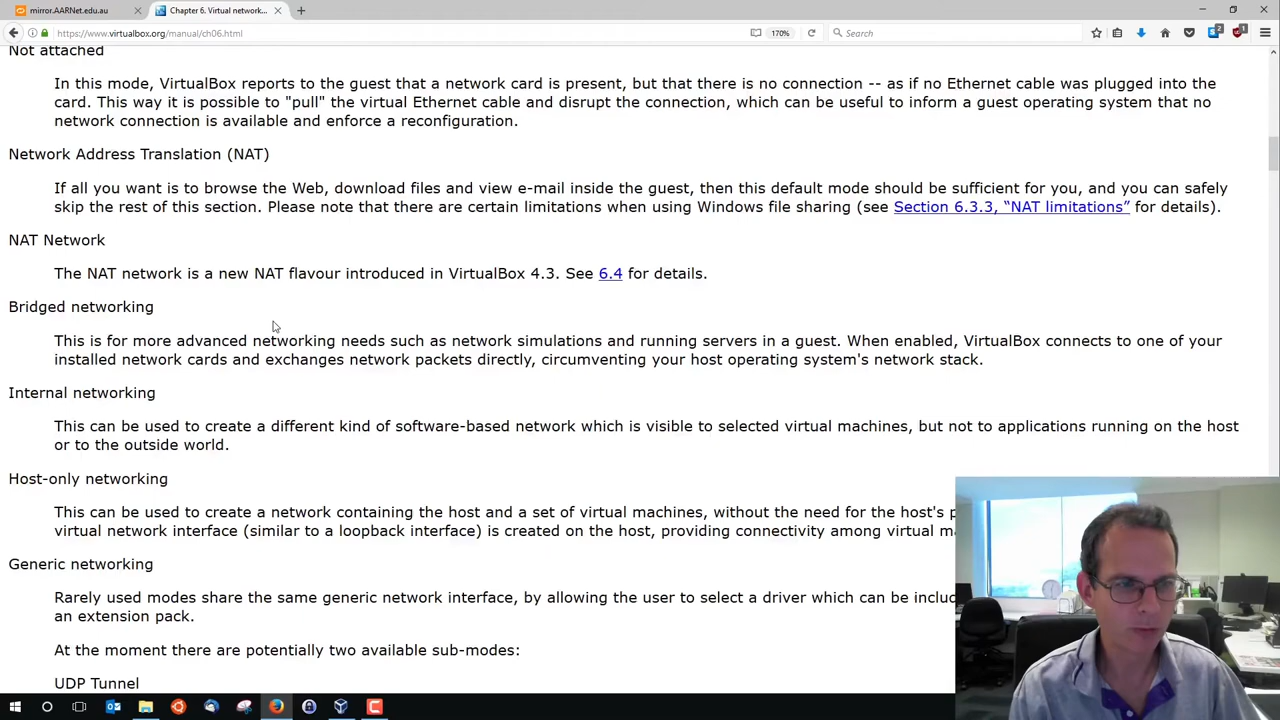 mirror.AARNet.edu.au
Chapter 6. Virtual network...
https://www.virtualbox.org/manual/ch06.html
170%
Search
Not attached
In this mode, VirtualBox reports to the guest that a network card is present, but that there is no connection -- as if no Ethernet cable was plugged into the
card. This way it is possible to "pull" the virtual Ethernet cable and disrupt the connection, which can be useful to inform a guest operating system that no
network connection is available and enforce a reconfiguration.
Network Address Translation (NAT)
If all you want is to browse the Web, download files and view e-mail inside the guest, then this default mode should be sufficient for you, and you can safely
skip the rest of this section. Please note that there are certain limitations when using Windows file sharing (see Section 6.3.3, “NAT limitations” for details).
NAT Network
The NAT network is a new NAT flavour introduced in VirtualBox 4.3. See 6.4 for details.
Bridged networking
This is for more advanced networking needs such as network simulations and running servers in a guest. When enabled, VirtualBox connects to one of your
installed network cards and exchanges network packets directly, circumventing your host operating system's network stack.
Internal networking
This can be used to create a different kind of software-based network which is visible to selected virtual machines, but not to applications running on the host
or to the outside world.
Host-only networking
This can be used to create a network containing the host and a set of virtual machines, without the need for the host's
virtual network interface (similar to a loopback interface) is created on the host, providing connectivity among virtual
Generic networking
Rarely used modes share the same generic network interface, by allowing the user to select a driver which can be
an extension pack.
At the moment there are potentially two available sub-modes:
UDP Tunnel